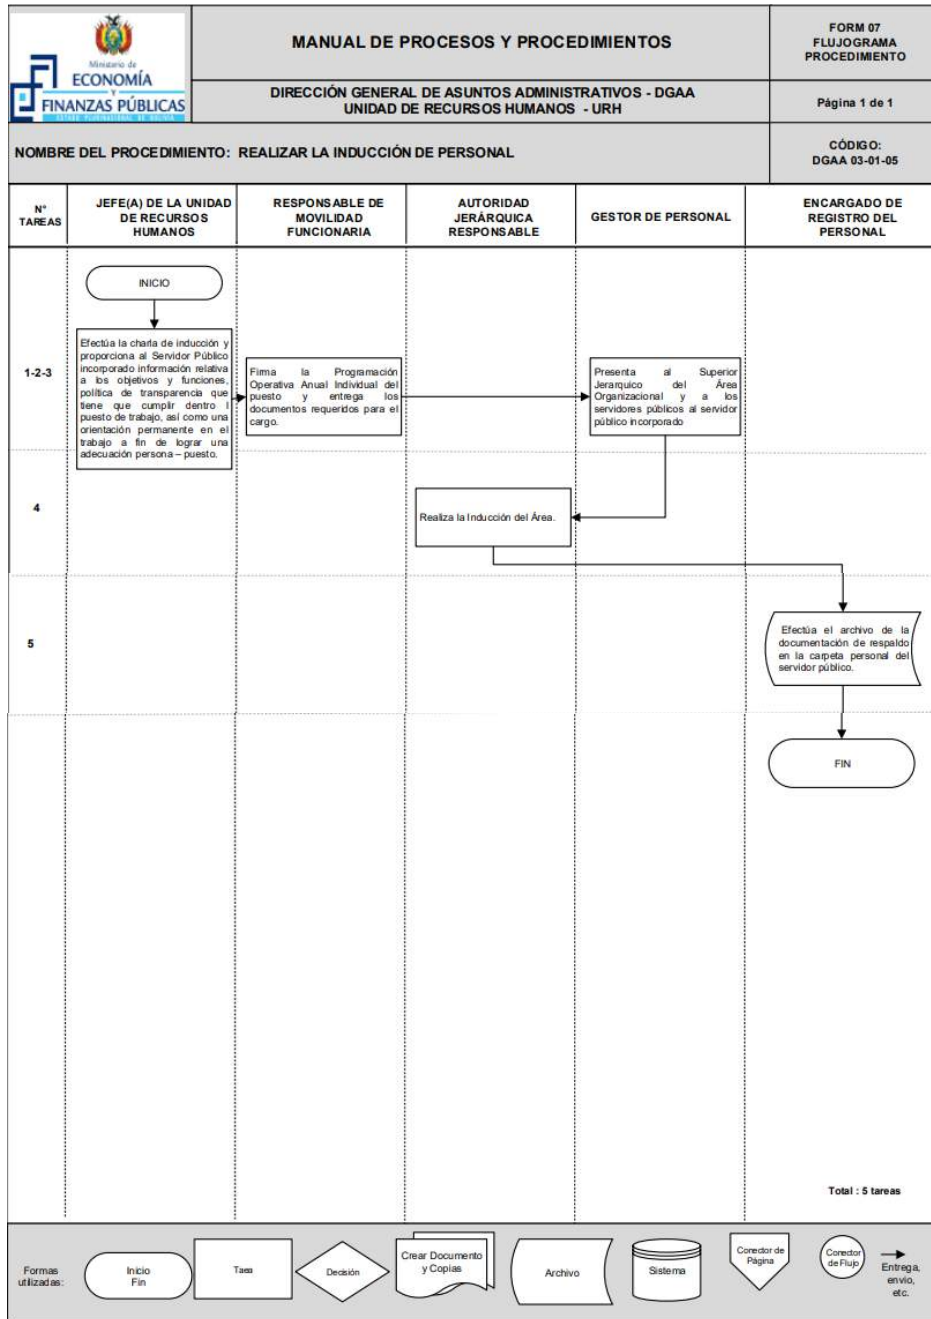 Ministerio de
ECONOMÍA
Y
FINANZAS PÚBLICAS
ESTADO PLURINACIONAL DE BOLIVIA
MANUAL DE PROCESOS Y PROCEDIMIENTOS
FORM 07
FLUJOGRAMA
PROCEDIMIENTO
DIRECCIÓN GENERAL DE ASUNTOS ADMINISTRATIVOS - DGAA
UNIDAD DE RECURSOS HUMANOS - URH
Página 1 de 1
NOMBRE DEL PROCEDIMIENTO: REALIZAR LA INDUCCIÓN DE PERSONAL
CÓDIGO:
DGAA 03-01-05
N°
TAREAS
JEFE(A) DE LA UNIDAD
DE RECURSOS
HUMANOS
RESPONSABLE DE
MOVILIDAD
FUNCIONARIA
AUTORIDAD
JERÁRQUICA
RESPONSABLE
GESTOR DE PERSONAL
ENCARGADO DE
REGISTRO DEL
PERSONAL
INICIO
1-2-3
Efectúa la charla de inducción y
proporciona al Servidor Público
incorporado información relativa
a los objetivos y funciones,
política de transparencia que
tiene que cumplir dentro l
puesto de trabajo, así como una
orientación permanente en el
trabajo a fin de lograr una
adecuación persona – puesto.
Firma la Programación
Operativa Anual Individual del
puesto y entrega los
documentos requeridos para el
cargo.
Presenta al Superior
Jerarquico del Área
Organizacional y a los
servidores públicos al servidor
público incorporado
4
Realiza la Inducción del Área.
5
Efectúa el archivo de la
documentación de respaldo
en la carpeta personal del
servidor público.
FIN
Total : 5 tareas
Formas
utilizadas:
Inicio
Fin
Taea
Decisión
Crear Documento
y Copias
Archivo
Sistema
Conector de
Página
Conector
de Flujo
Entrega,
envio,
etc.